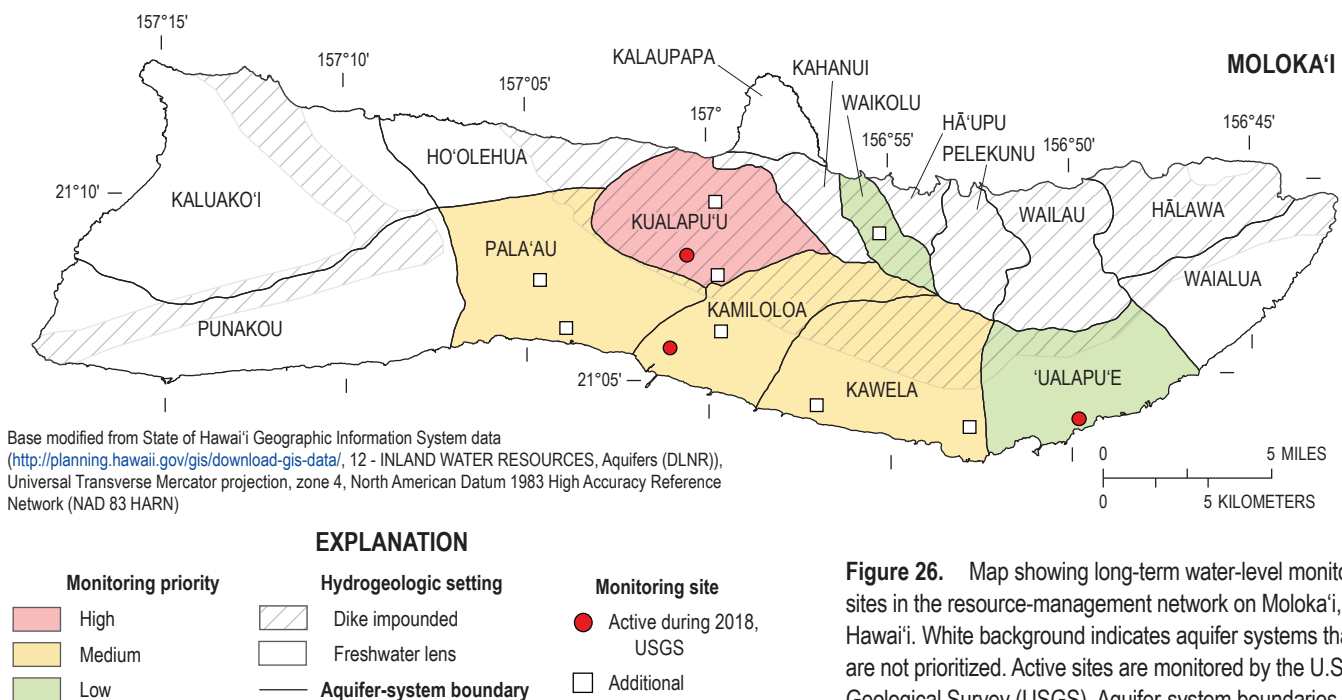 157°15'
157°10'
157°05'
157°
156°55'
156°50'
156°45'
MOLOKA‘I
KALAUPAPA
KAHANUI
WAIKOLU
HĀ‘UPU
PELEKUNU
HO‘OLEHUA
21°10'
KALUAKO‘I
KUALAPU‘U
WAILAU
HĀLAWA
PALA‘AU
WAIALUA
KAMILOLOA
PUNAKOU
21°05'
KAWELA
‘UALAPU‘E
0 5 MILES
0 5 KILOMETERS
Base modified from State of Hawai‘i Geographic Information System data
(http://planning.hawaii.gov/gis/download-gis-data/, 12 - INLAND WATER RESOURCES, Aquifers (DLNR)),
Universal Transverse Mercator projection, zone 4, North American Datum 1983 High Accuracy Reference
Network (NAD 83 HARN)
EXPLANATION
Monitoring priority
High
Medium
Low
Hydrogeologic setting
Dike impounded
Freshwater lens
Aquifer-system boundary
Monitoring site
Active during 2018,
USGS
Additional
Figure 26. Map showing long-term water-level monito
sites in the resource-management network on Moloka‘i,
Hawai‘i. White background indicates aquifer systems tha
are not prioritized. Active sites are monitored by the U.S
Geological Survey (USGS). Aquifer-system boundaries